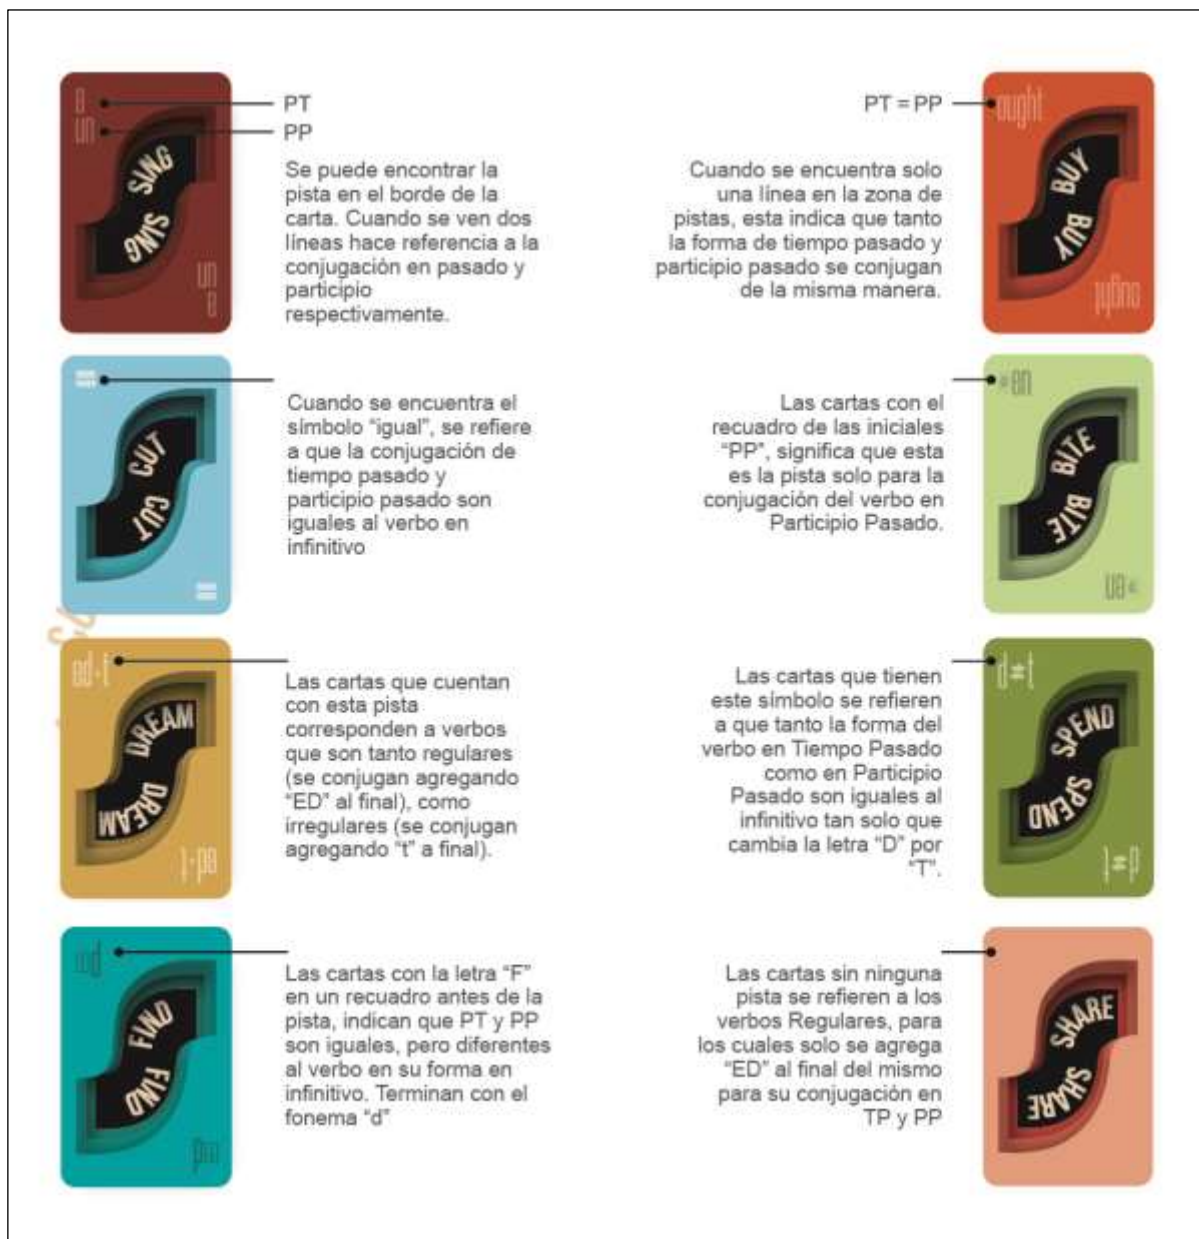 PT
PP
Se puede encontrar la
pista en el borde de la
carta. Cuando se ven dos
líneas hace referencia a la
conjugación en pasado y
participio
respectivamente.
SING
SING
PT = PP
ought
Cuando se encuentra solo
una línea en la zona de
pistas, esta indica que tanto
la forma de tiempo pasado y
participio pasado se conjugan
de la misma manera.
BUY
BUY
ought
Cuando se encuentra el
símbolo “igual”, se refiere
a que la conjugación de
tiempo pasado y
participio pasado son
iguales al verbo en
infinitivo
CUT
CUT
en
Las cartas con el
recuadro de las iniciales
“PP”, significa que esta
es la pista solo para la
conjugación del verbo en
Participio Pasado.
BITE
BITE
en
ed
Las cartas que cuentan
con esta pista
corresponden a verbos
que son tanto regulares
(se conjugan agregando
“ED” al final), como
irregulares (se conjugan
agregando “t” a final).
DREAM
DREAM
ed
Las cartas que tienen
este símbolo se refieren
a que tanto la forma del
verbo en Tiempo Pasado
como en Participio
Pasado son iguales al
infinitivo tan solo que
cambia la letra “D” por
“T”.
SPEND
SPEND
Las cartas con la letra “F”
en un recuadro antes de la
pista, indican que PT y PP
son iguales, pero diferentes
al verbo en su forma en
infinitivo. Terminan con el
fonema “d”
FIND
FIND
Las cartas sin ninguna
pista se refieren a los
verbos Regulares, para
los cuales solo se agrega
“ED” al final del mismo
para su conjugación en
TP y PP
SHARE
SHARE